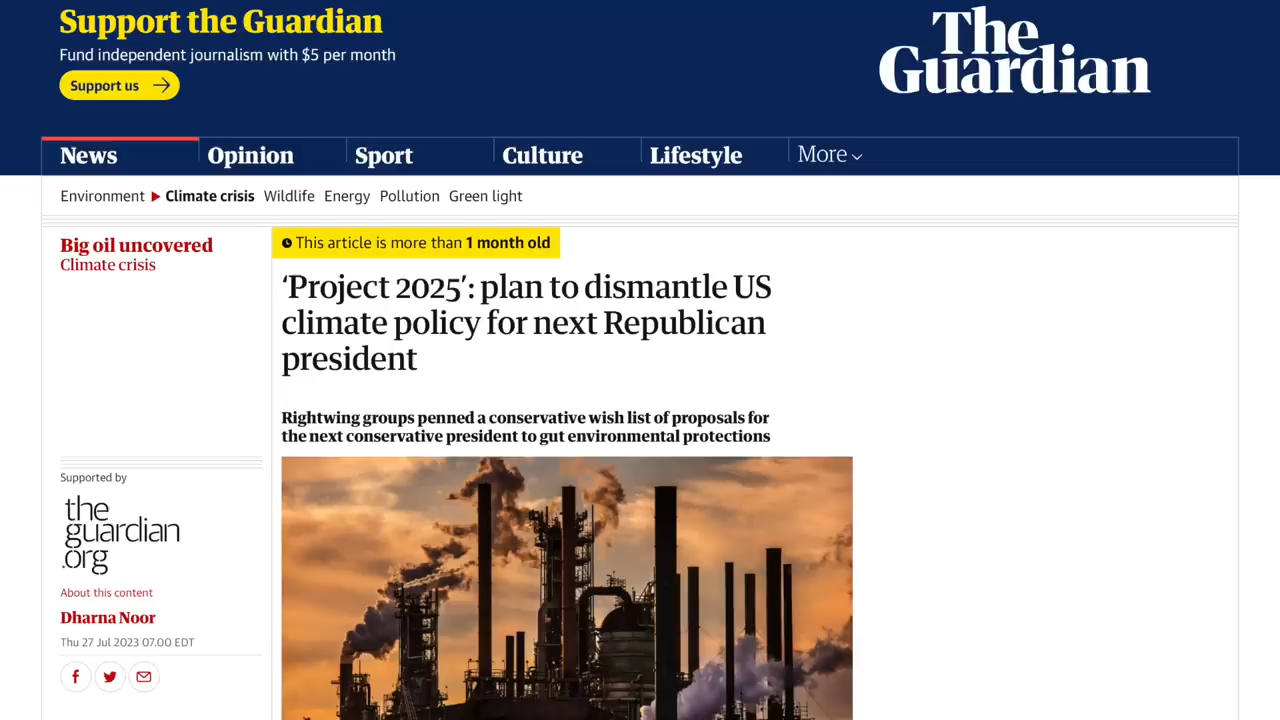 Support the Guardian
Fund independent journalism with $5 per month
Support us
The
Guardian
News
Opinion
Sport
Culture
Lifestyle
More
Environment
Climate crisis
Wildlife
Energy
Pollution
Green light
Big oil uncovered
Climate crisis
This article is more than 1 month old
‘Project 2025’: plan to dismantle US
climate policy for next Republican
president
Rightwing groups penned a conservative wish list of proposals for
the next conservative president to gut environmental protections
Supported by
the
guardian
.org
About this content
Dharna Noor
Thu 27 Jul 2023 07.00 EDT